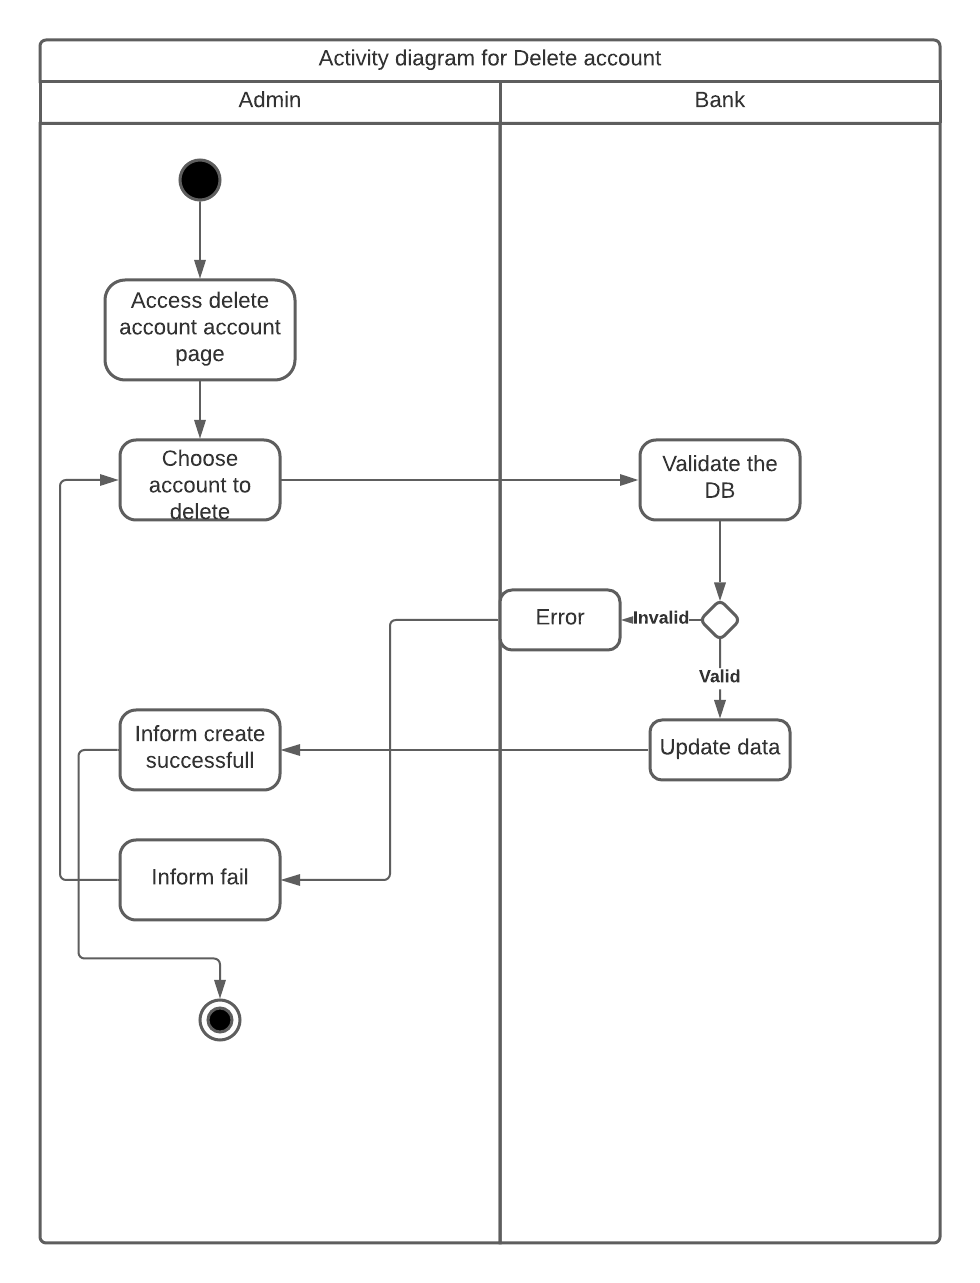 Activity diagram for Delete account
Admin
Bank
Access delete
account account
page
Choose
account to
delete
Validate the
DB
Error
Invalid
Valid
Inform create
successfull
Update data
Inform fail